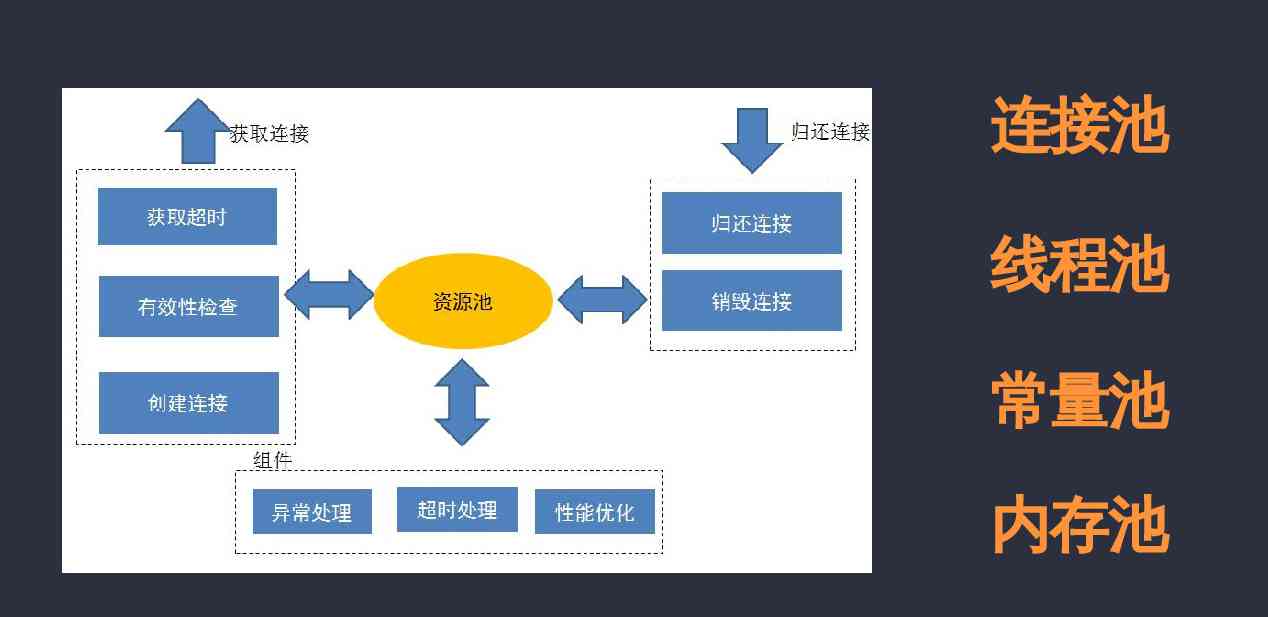 获取连接
归还连接
获取超时
有效性检查
创建连接
资源池
归还连接
销毁连接
组件
异常处理
超时处理
性能优化
连接池
线程池
常量池
内存池